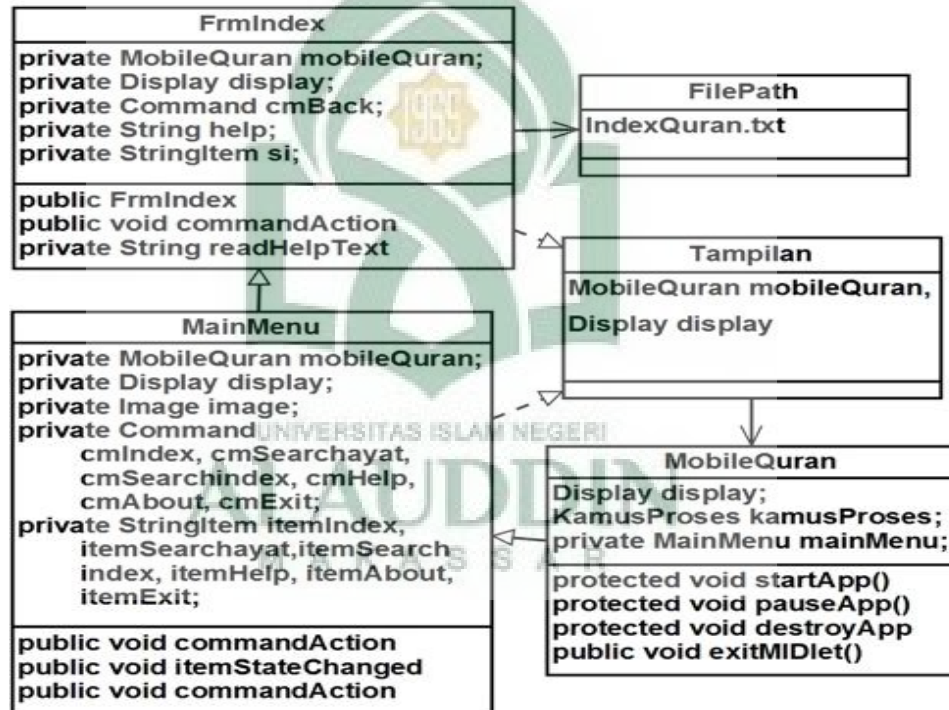 FrmIndex
private MobileQuran mobileQuran;
private Display display;
private Command cmBack;
private String help;
private StringItem si;
public FrmIndex
public void commandAction
private String readHelpText
FilePath
IndexQuran.txt
Tampilan
MobileQuran mobileQuran,
Display display
MainMenu
private MobileQuran mobileQuran;
private Display display;
private Image image;
private Command
cmIndex, cmSearchayat,
cmSearchindex, cmHelp,
cmAbout, cmExit;
private StringItem itemIndex,
itemSearchayat,itemSearch
index, itemHelp, itemAbout,
itemExit;
public void commandAction
public void itemStateChanged
public void commandAction
MobileQuran
Display display;
KamusProses kamusProses;
private MainMenu mainMenu;
protected void startApp()
protected void pauseApp()
protected void destroyApp
public void exitMIDlet()
1965
UNIVERSITAS ISLAM NEGERI
ALAUDDIN
MAKASSAR